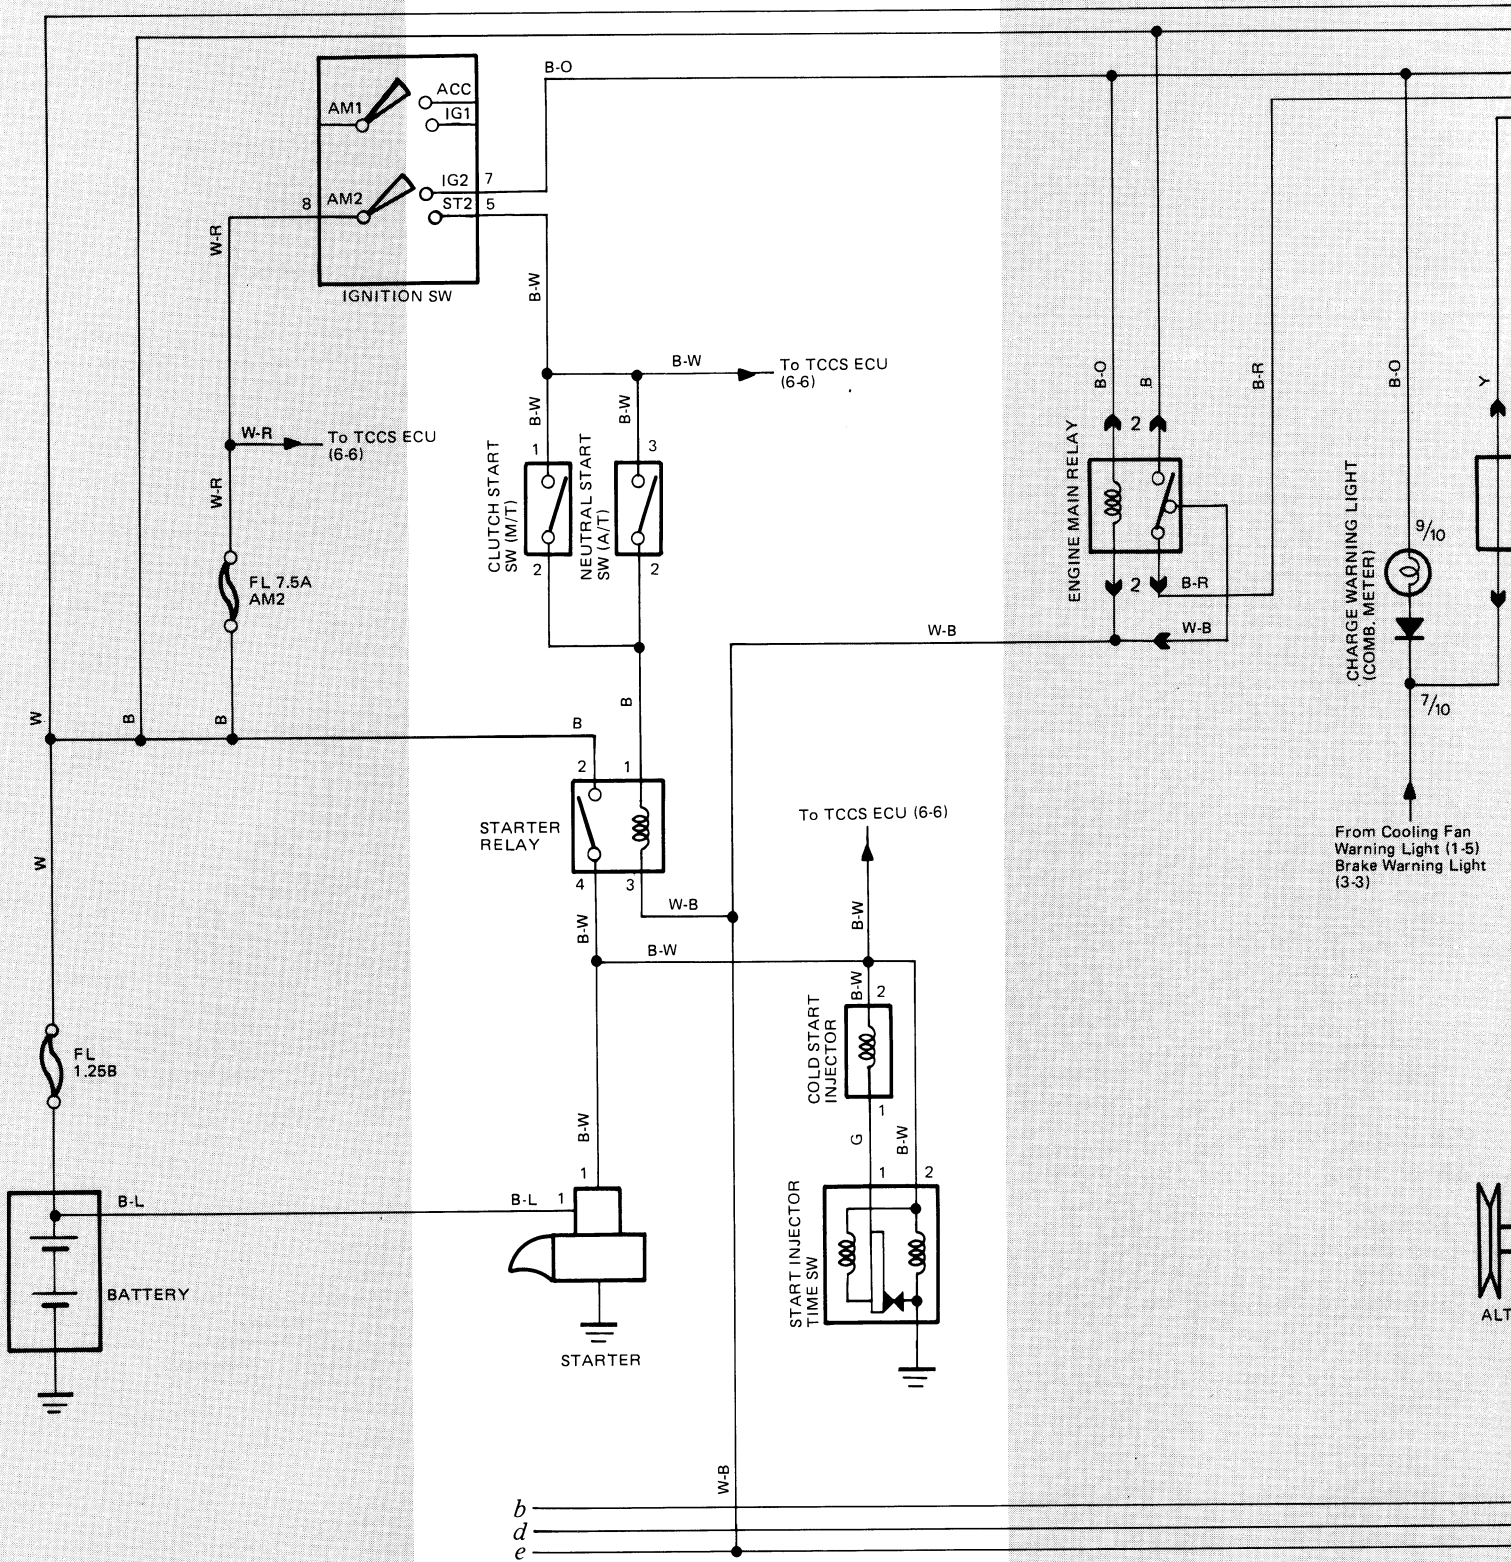 B-O
ACC
AM1
IG1
IG2
7
8
AM2
ST2
5
W-R
IGNITION SW
B-W
B-W
To TCCS ECU
(6-6)
B-O
B
B-R
B-O
Y
W-R
To TCCS ECU
(6-6)
B-W
B-W
2
1
3
W-R
CLUTCH START
SW (M/T)
NEUTRAL START
SW (A/T)
ENGINE MAIN RELAY
CHARGE WARNING LIGHT
(COMB. METER)
9/10
FL 7.5A
AM2
2
2
2
B-R
W-B
W-B
7/10
W
B
B
B
B
2
1
STARTER
RELAY
To TCCS ECU (6-6)
From Cooling Fan
Warning Light (1-5)
Brake Warning Light
(3-3)
W
4
3
W-B
B-W
B-W
B-W
B-W
2
COLD START
INJECTOR
FL
1.25B
1
B-W
G
B-W
1
1
2
B-L
B-L
1
START INJECTOR
TIME SW
BATTERY
ALT
STARTER
W-B
b
d
e